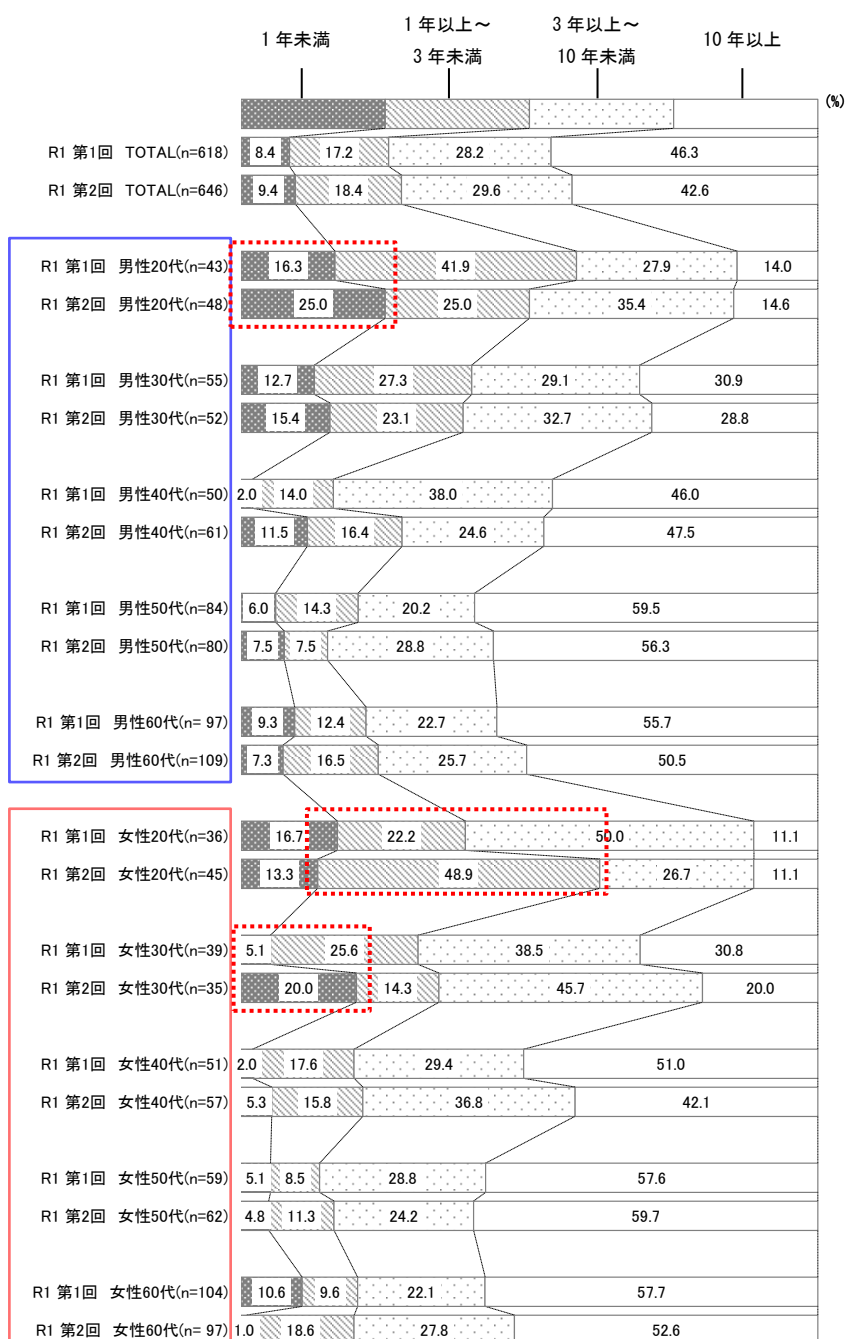 1年未満
1年以上～
3年未満
3年以上～
10年未満
10年以上
(%)
R1 第1回 TOTAL(n=618) 8.4 17.2 28.2 46.3
R1 第2回 TOTAL(n=646) 9.4 18.4 29.6 42.6
R1 第1回 男性20代(n=43) 16.3 41.9 27.9 14.0
R1 第2回 男性20代(n=48) 25.0 25.0 35.4 14.6
R1 第1回 男性30代(n=55) 12.7 27.3 29.1 30.9
R1 第2回 男性30代(n=52) 15.4 23.1 32.7 28.8
R1 第1回 男性40代(n=50) 2.0 14.0 38.0 46.0
R1 第2回 男性40代(n=61) 11.5 16.4 24.6 47.5
R1 第1回 男性50代(n=84) 6.0 14.3 20.2 59.5
R1 第2回 男性50代(n=80) 7.5 7.5 28.8 56.3
R1 第1回 男性60代(n= 97) 9.3 12.4 22.7 55.7
R1 第2回 男性60代(n=109) 7.3 16.5 25.7 50.5
R1 第1回 女性20代(n=36) 16.7 22.2 50.0 11.1
R1 第2回 女性20代(n=45) 13.3 48.9 26.7 11.1
R1 第1回 女性30代(n=39) 5.1 25.6 38.5 30.8
R1 第2回 女性30代(n=35) 20.0 14.3 45.7 20.0
R1 第1回 女性40代(n=51) 2.0 17.6 29.4 51.0
R1 第2回 女性40代(n=57) 5.3 15.8 36.8 42.1
R1 第1回 女性50代(n=59) 5.1 8.5 28.8 57.6
R1 第2回 女性50代(n=62) 4.8 11.3 24.2 59.7
R1 第1回 女性60代(n=104) 10.6 9.6 22.1 57.7
R1 第2回 女性60代(n= 97) 1.0 18.6 27.8 52.6